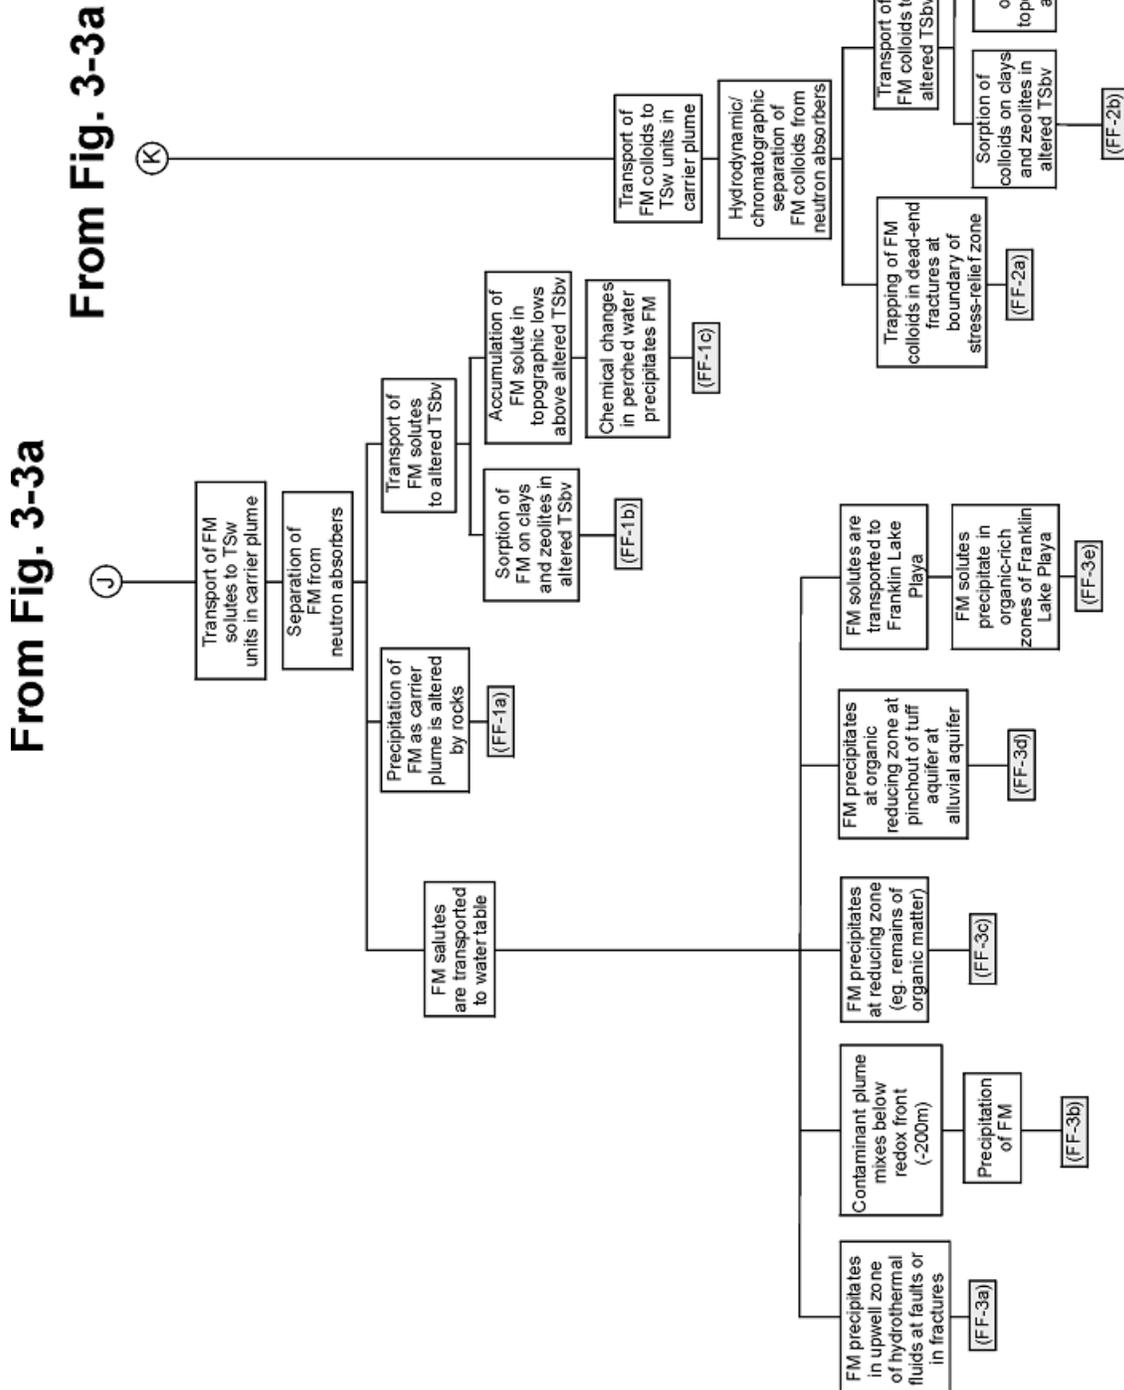 From Fig. 3-3a
J
Transport of FM
solutes to TSw
units in carrier plume
Separation of
FM from
neutron absorbers
FM salutes
are transported
to water table
Precipitation of
FM as carrier
plume is altered
by rocks
(FF-1a)
Transport of
FM solutes
to altered TSbv
Sorption of
FM on clays
and zeolites in
altered TSbv
(FF-1b)
Accumulation of
FM solute in
topographic lows
above altered TSbv
Chemical changes
in perched water
precipitates FM
(FF-1c)
FM precipitates
in upwell zone
of hydrothermal
fluids at faults or
in fractures
(FF-3a)
Contaminant plume
mixes below
redox front
(-200m)
Precipitation
of FM
(FF-3b)
FM precipitates
at reducing zone
(eg. remains of
organic matter)
(FF-3c)
FM precipitates
at organic
reducing zone at
pinchout of tuff
aquifer at
alluvial aquifer
(FF-3d)
FM solutes are
transported to
Franklin Lake
Playa
FM solutes
precipitate in
organic-rich
zones of Franklin
Lake Playa
(FF-3e)
From Fig. 3-3a
K
Transport of
FM colloids to
TSw units in
carrier plume
Hydrodynamic/
chromatographic
separation of
FM colloids from
neutron absorbers
Trapping of FM
colloids in dead-end
fractures at
boundary of
stress-relief zone
(FF-2a)
Transport of
FM colloids to
altered TSbv
Sorption of
colloids on clays
and zeolites in
altered TSbv
(FF-2b)